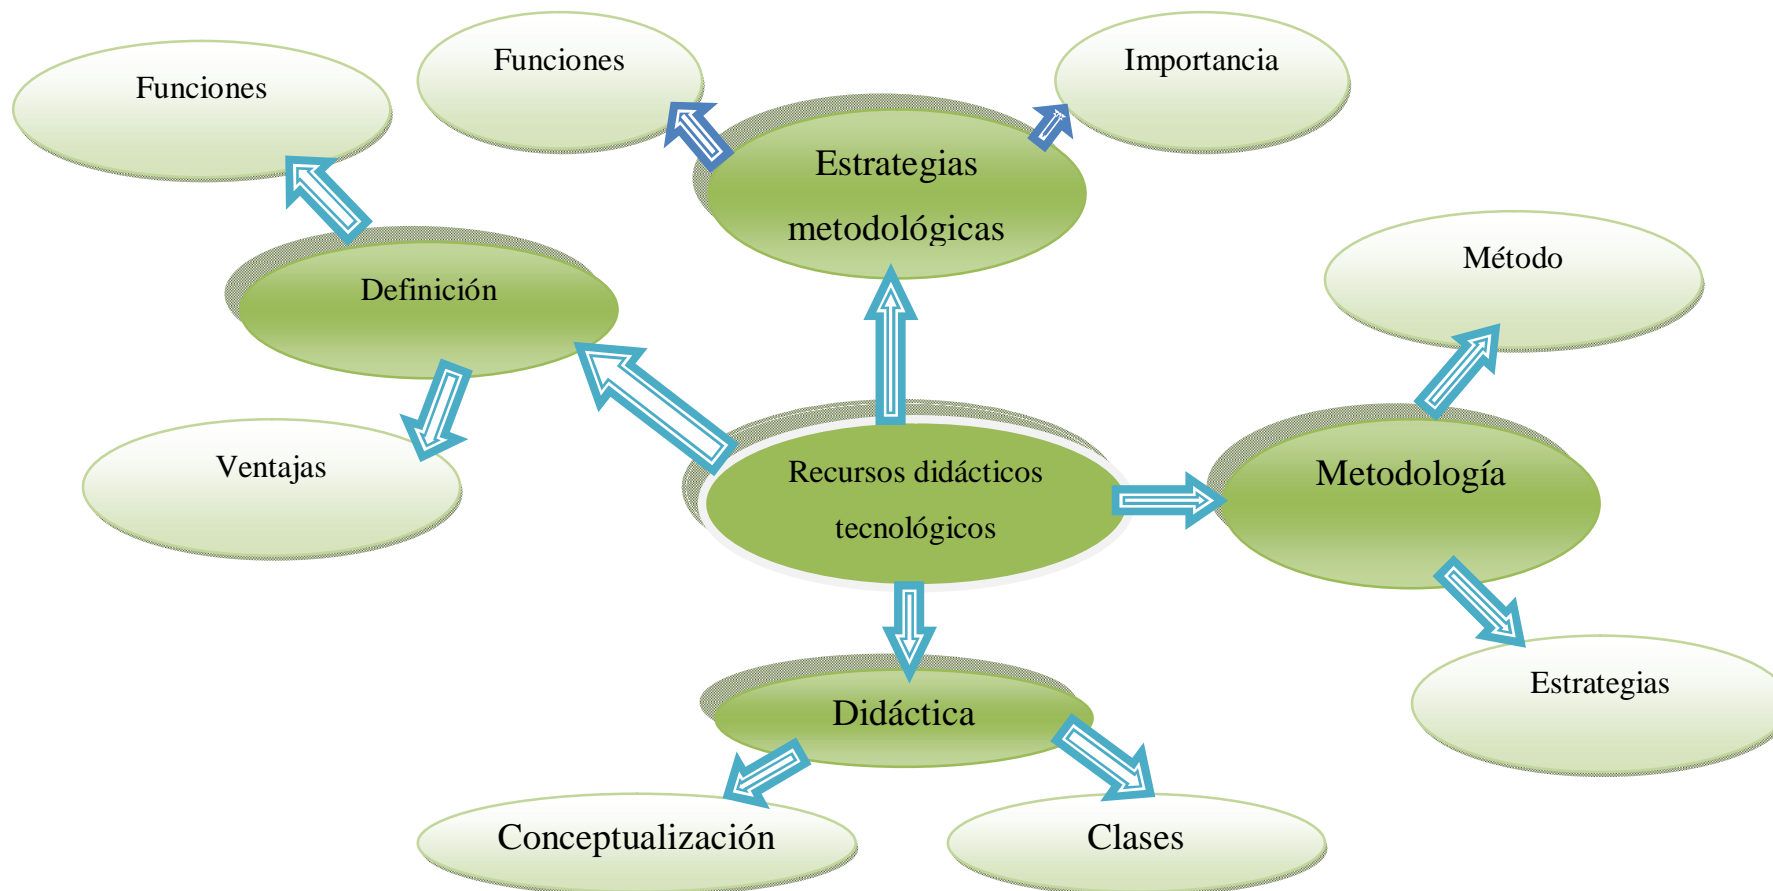 Funciones
Funciones
Importancia
Estrategias
metodológicas
Método
Definición
Ventajas
Recursos didácticos
tecnológicos
Metodología
Estrategias
Didáctica
Conceptualización
Clases